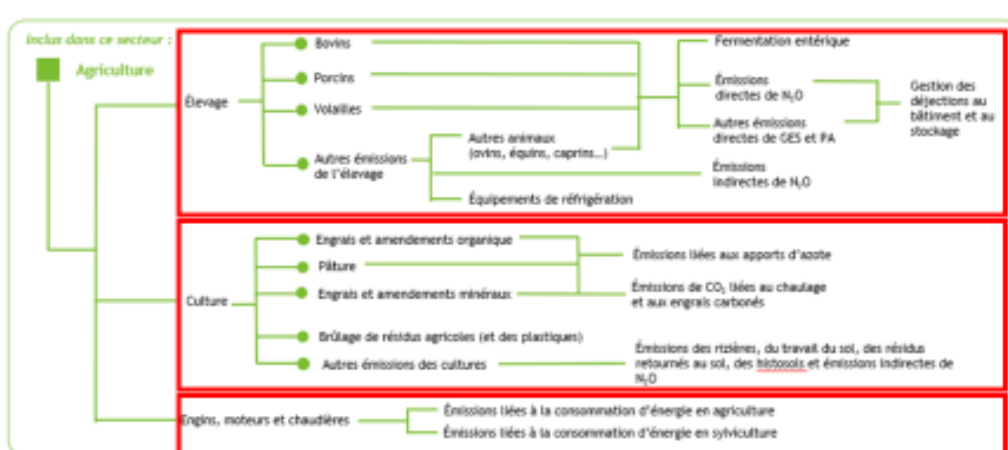 Inclus dans ce secteur :
Agriculture
Élevage
Bovins
Porcins
Volailles
Autres émissions
de l'élevage
Autres animaux
(ovins, équins, caprins…)
Équipements de réfrigération
Fermentation entérique
Émissions
directes de N₂O
Autres émissions
directes de GES et PA
Émissions
indirectes de N₂O
Gestion des
déjections au
bâtiment et au
stockage
Culture
Engrais et amendements organique
Pâture
Engrais et amendements minéraux
Brûlage de résidus agricoles (et des plastiques)
Autres émissions des cultures
Émissions liées aux apports d'azote
Émissions de CO₂ liées au chaulage
et aux engrais carbonés
Émissions des rizières, du travail du sol, des résidus
retournés au sol, des histosols et émissions indirectes de
N₂O
Engins, moteurs et chaudières
Émissions liées à la consommation d'énergie en agriculture
Émissions liées à la consommation d'énergie en sylviculture